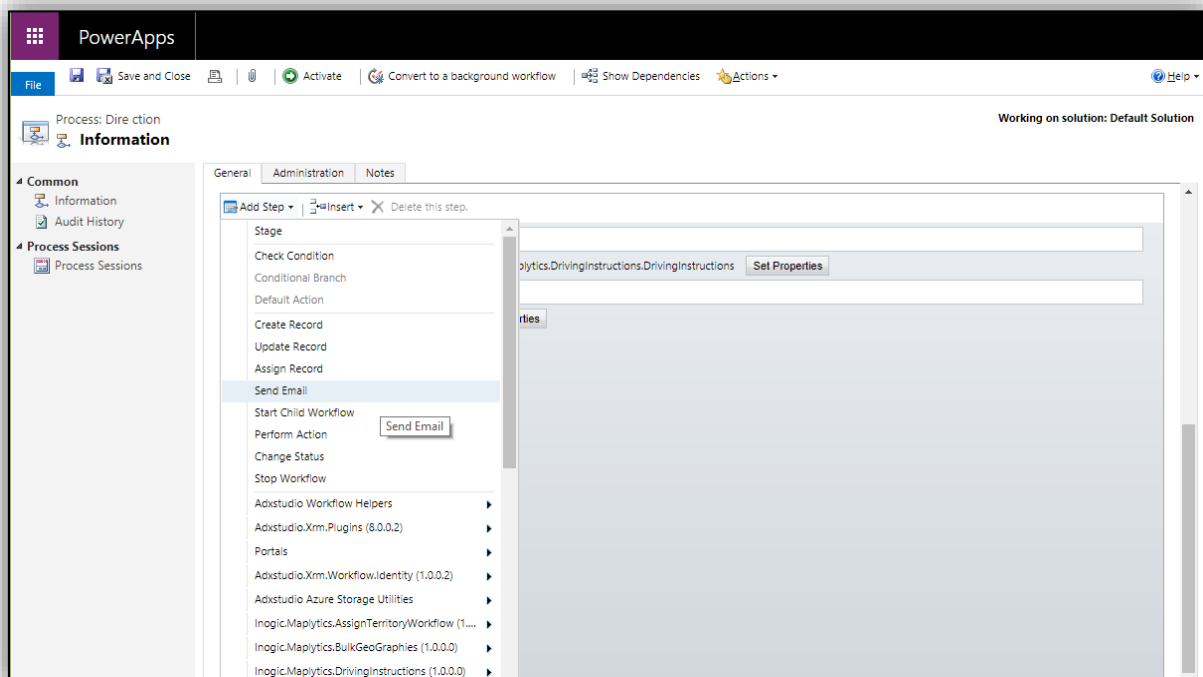 PowerApps
File
Save and Close
Activate
Convert to a background workflow
Show Dependencies
Actions
Help
Process: Dire ction
Information
Working on solution: Default Solution
Common
Information
Audit History
Process Sessions
Process Sessions
General Administration Notes
Add Step Insert Delete this step.
Stage
Check Condition
Conditional Branch
Default Action
Create Record
Update Record
Assign Record
Send Email
Start Child Workflow
Send Email
Perform Action
Change Status
Stop Workflow
Adxstudio Workflow Helpers
Adxstudio.Xrm.Plugins (8.0.0.2)
Portals
Adxstudio.Xrm.Workflow.Identity (1.0.0.2)
Adxstudio Azure Storage Utilities
Inogic.Maplytics.AssignTerritoryWorkflow (1....
Inogic.Maplytics.BulkGeoGraphies (1.0.0.0)
Inogic.Maplytics.DrivingInstructions (1.0.0.0)
plytics.DrivingInstructions.DrivingInstructions Set Properties
rties